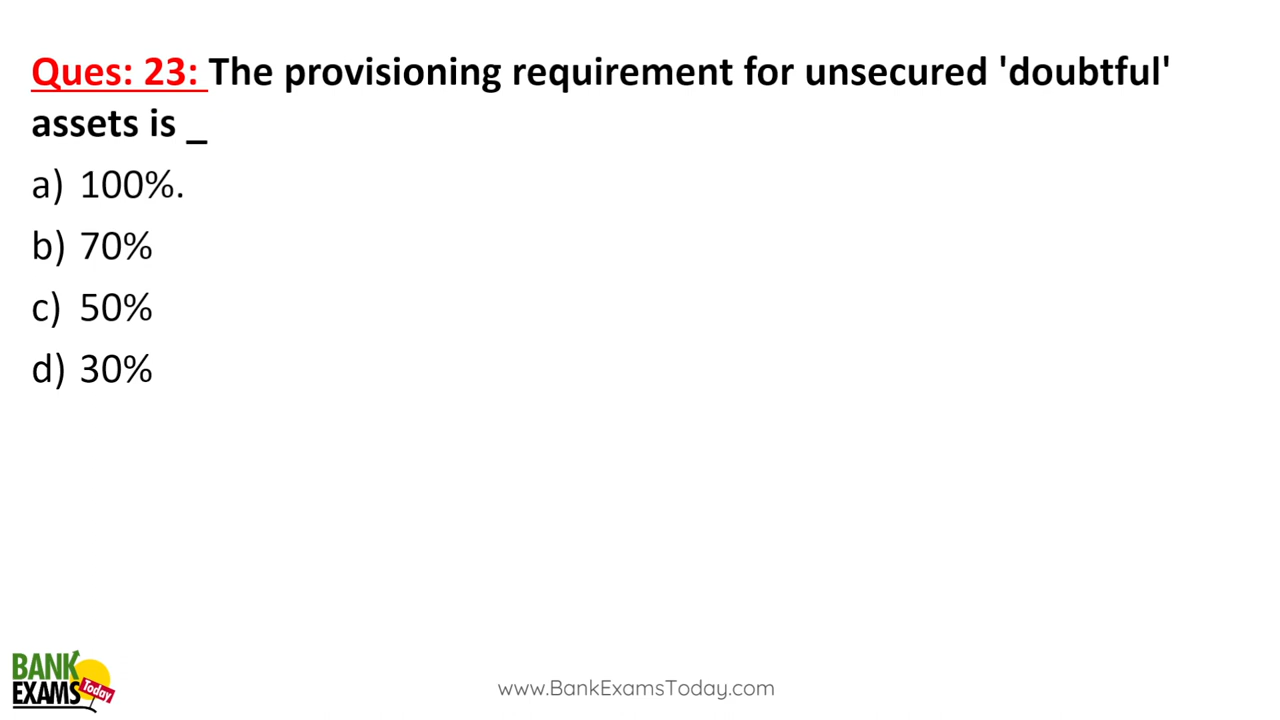 Ques: 23: The provisioning requirement for unsecured 'doubtful'
assets is _
a) 100%.
b) 70%
c) 50%
d) 30%
BANK
EXAMS
Today
www.BankExamsToday.com